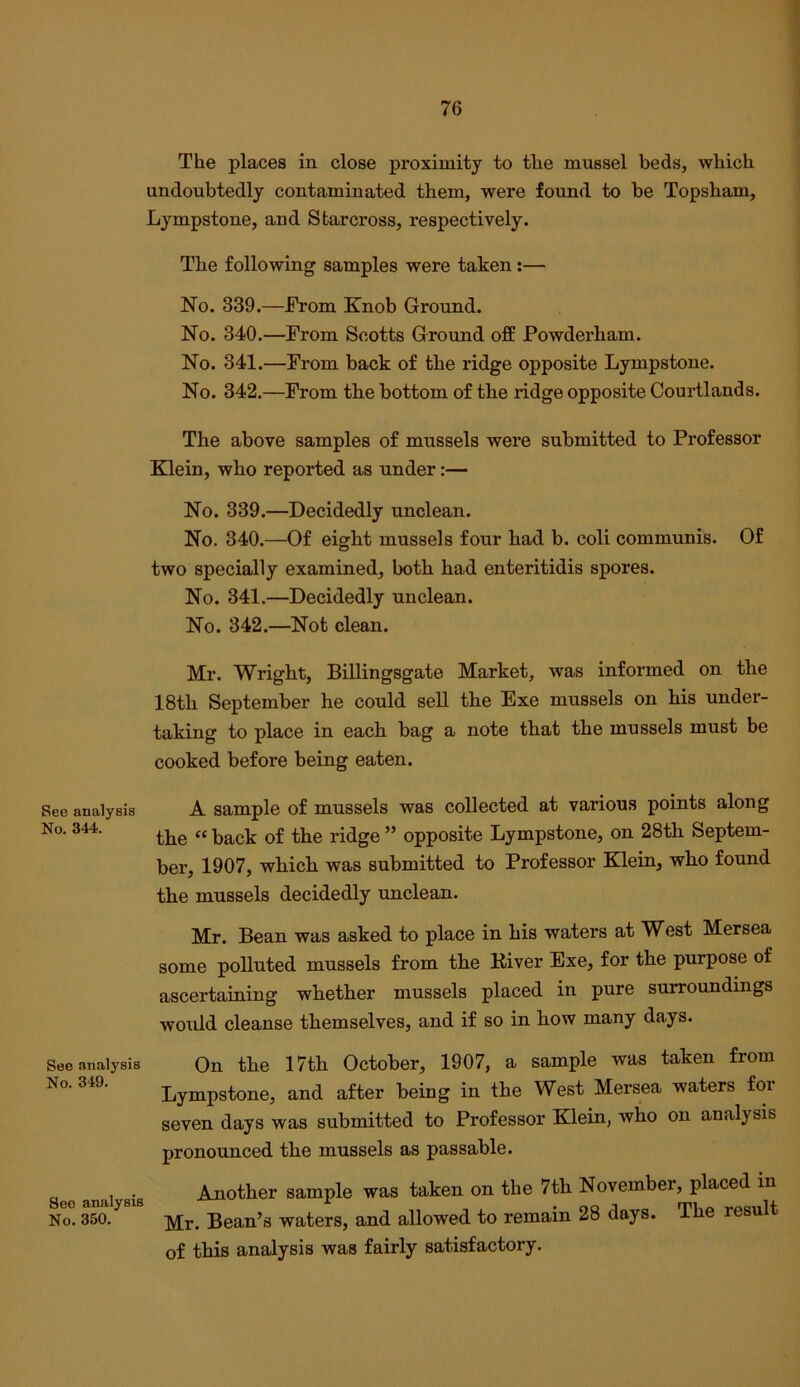 76
The places in close proximity to the mussel beds, which
undoubtedly contaminated them, were found to be Topsham,
Lympstone, and Starcross, respectively.
The following samples were taken :—
No. 339.—From Knob Ground.
No. 340.—From Scotts Ground off Powderham.
No. 341.—From back of the ridge opposite Lympstone.
No. 342.—From the bottom of the ridge opposite Courtlands.
The above samples of mussels were submitted to Professor
Klein, who reported as under :—
No. 339.—Decidedly unclean.
No. 340.—Of eight mussels four had b. coli communis. Of
two specially examined, both had enteritidis spores.
No. 341.—Decidedly unclean.
No. 342.—Not clean.
Mr. Wright, Billingsgate Market, was informed on the
18th September he could sell the Exe mussels on his under-
taking to place in each bag a note that the mussels must be
cooked before being eaten.
See analysis
No. 344.
A sample of mussels was collected at various points along
the “ back of the ridge ” opposite Lympstone, on 28th Septem-
ber, 1907, which was submitted to Professor Klein, who found
the mussels decidedly unclean.
Mr. Bean was asked to place in his waters at West Mersea
some polluted mussels from the River Exe, for the purpose of
ascertaining whether mussels placed in pure surroundings
would cleanse themselves, and if so in how many days.
See analysis
No. 349.
On the 17th October, 1907, a sample was taken from
Lympstone, and after being in the West Mersea waters for
seven days was submitted to Professor Klein, who on analysis
pronounced the mussels as passable.
See analysis
No. 350.
Another sample was taken on the 7th November, placed in
Mr. Bean’s waters, and allowed to remain 28 days. The result
of this analysis was fairly satisfactory.